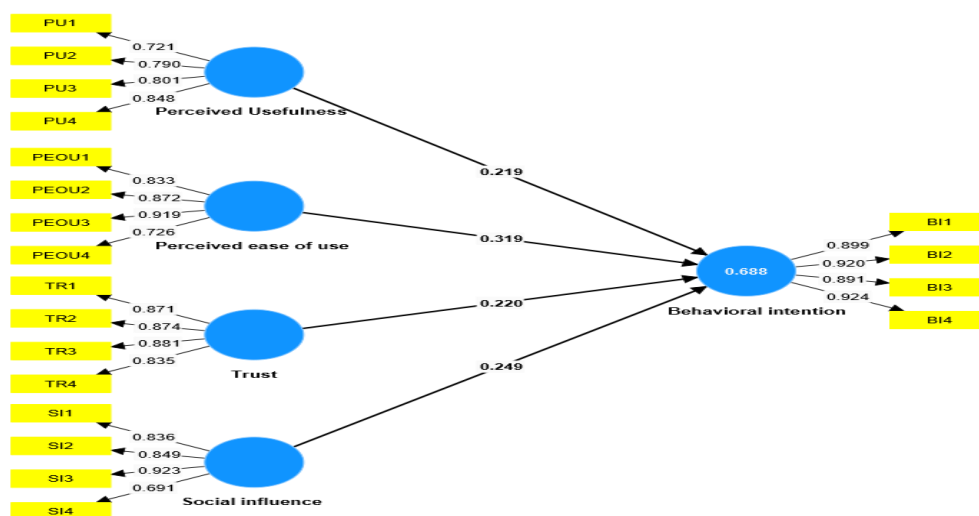 PU1
0.721
PU2
0.790
PU3
0.801
PU4
0.848
Perceived Usefulness
0.219
PEOU1
0.833
PEOU2
0.872
PEOU3
0.919
PEOU4
0.726
Perceived ease of use
0.319
TR1
0.871
TR2
0.874
TR3
0.881
TR4
0.835
Trust
0.220
SI1
0.836
SI2
0.849
SI3
0.923
SI4
0.691
Social influence
0.249
0.688
Behavioral intention
BI1
0.899
BI2
0.920
BI3
0.891
BI4
0.924